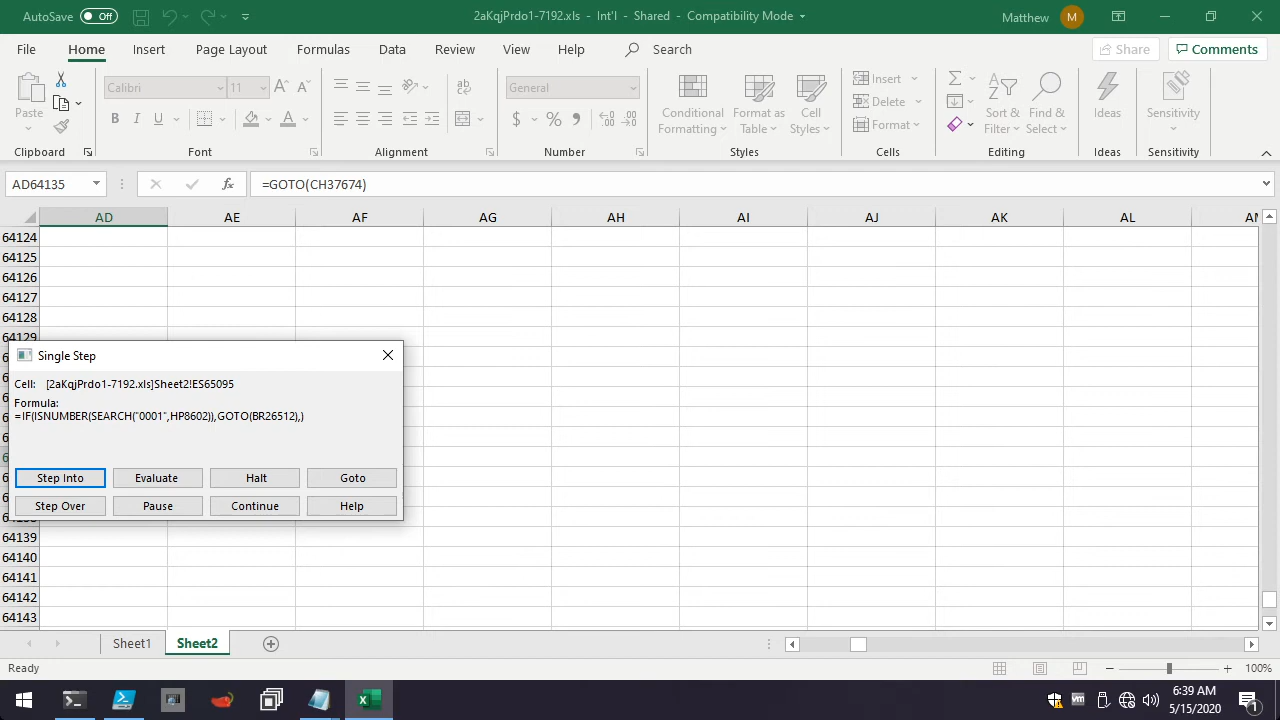 AutoSave Off 2aKqjPrdo1-7192.xls - Int'l - Shared - Compatibility Mode Matthew M
File Home Insert Page Layout Formulas Data Review View Help Search Share Comments
Paste Calibri 11 General Conditional Formatting Format as Table Cell Styles Insert Delete Format Sort & Filter Find & Select Ideas Sensitivity
Clipboard Font Alignment Number Styles Cells Editing Ideas Sensitivity
AD64135 fx =GOTO(CH37674)
AD AE AF AG AH AI AJ AK AL
64124
64125
64126
64127
64128
64129
Single Step
Cell: [2aKqjPrdo1-7192.xls]Sheet2!ES65095
Formula:
=IF(ISNUMBER(SEARCH("0001",HP8602)),GOTO(BR26512),)
Step Into Evaluate Halt Goto
Step Over Pause Continue Help
64139
64140
64141
64142
64143
Sheet1 Sheet2
Ready 100%
6:39 AM
5/15/2020
1